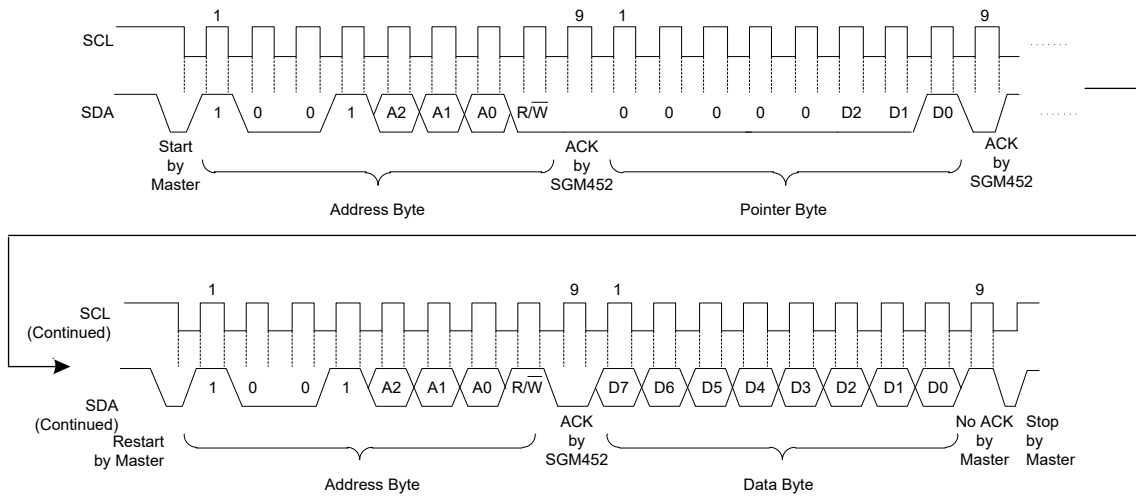 1 9 1 9
SCL
SDA 1 0 0 1 A2 A1 A0 R/W̅ 0 0 0 0 0 D2 D1 D0
Start by Master
ACK by SGM452
ACK by SGM452
Address Byte
Pointer Byte
1 9 1 9
SCL (Continued)
SDA (Continued)
1 0 0 1 A2 A1 A0 R/W̅ D7 D6 D5 D4 D3 D2 D1 D0
Restart by Master
ACK by SGM452
No ACK by Master
Stop by Master
Address Byte
Data Byte